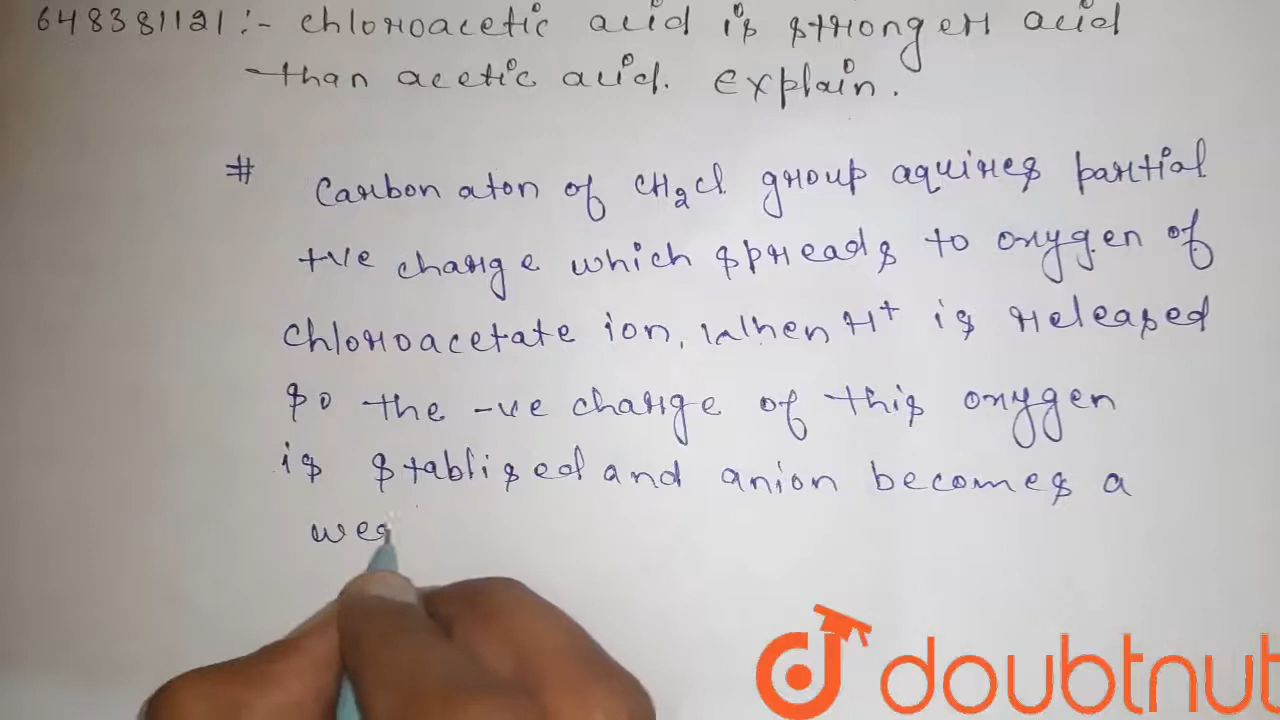 648381121:- chloroacetic acid is stronger acid
than acetic acid. Explain.
# Carbon aton of CH₂Cl group aquires partial
+ve charge which spreads to oxygen of
chloroacetate ion, When H⁺ is released
so the -ve charge of this oxygen
is stablised and anion becomes a
wea
doubtnut